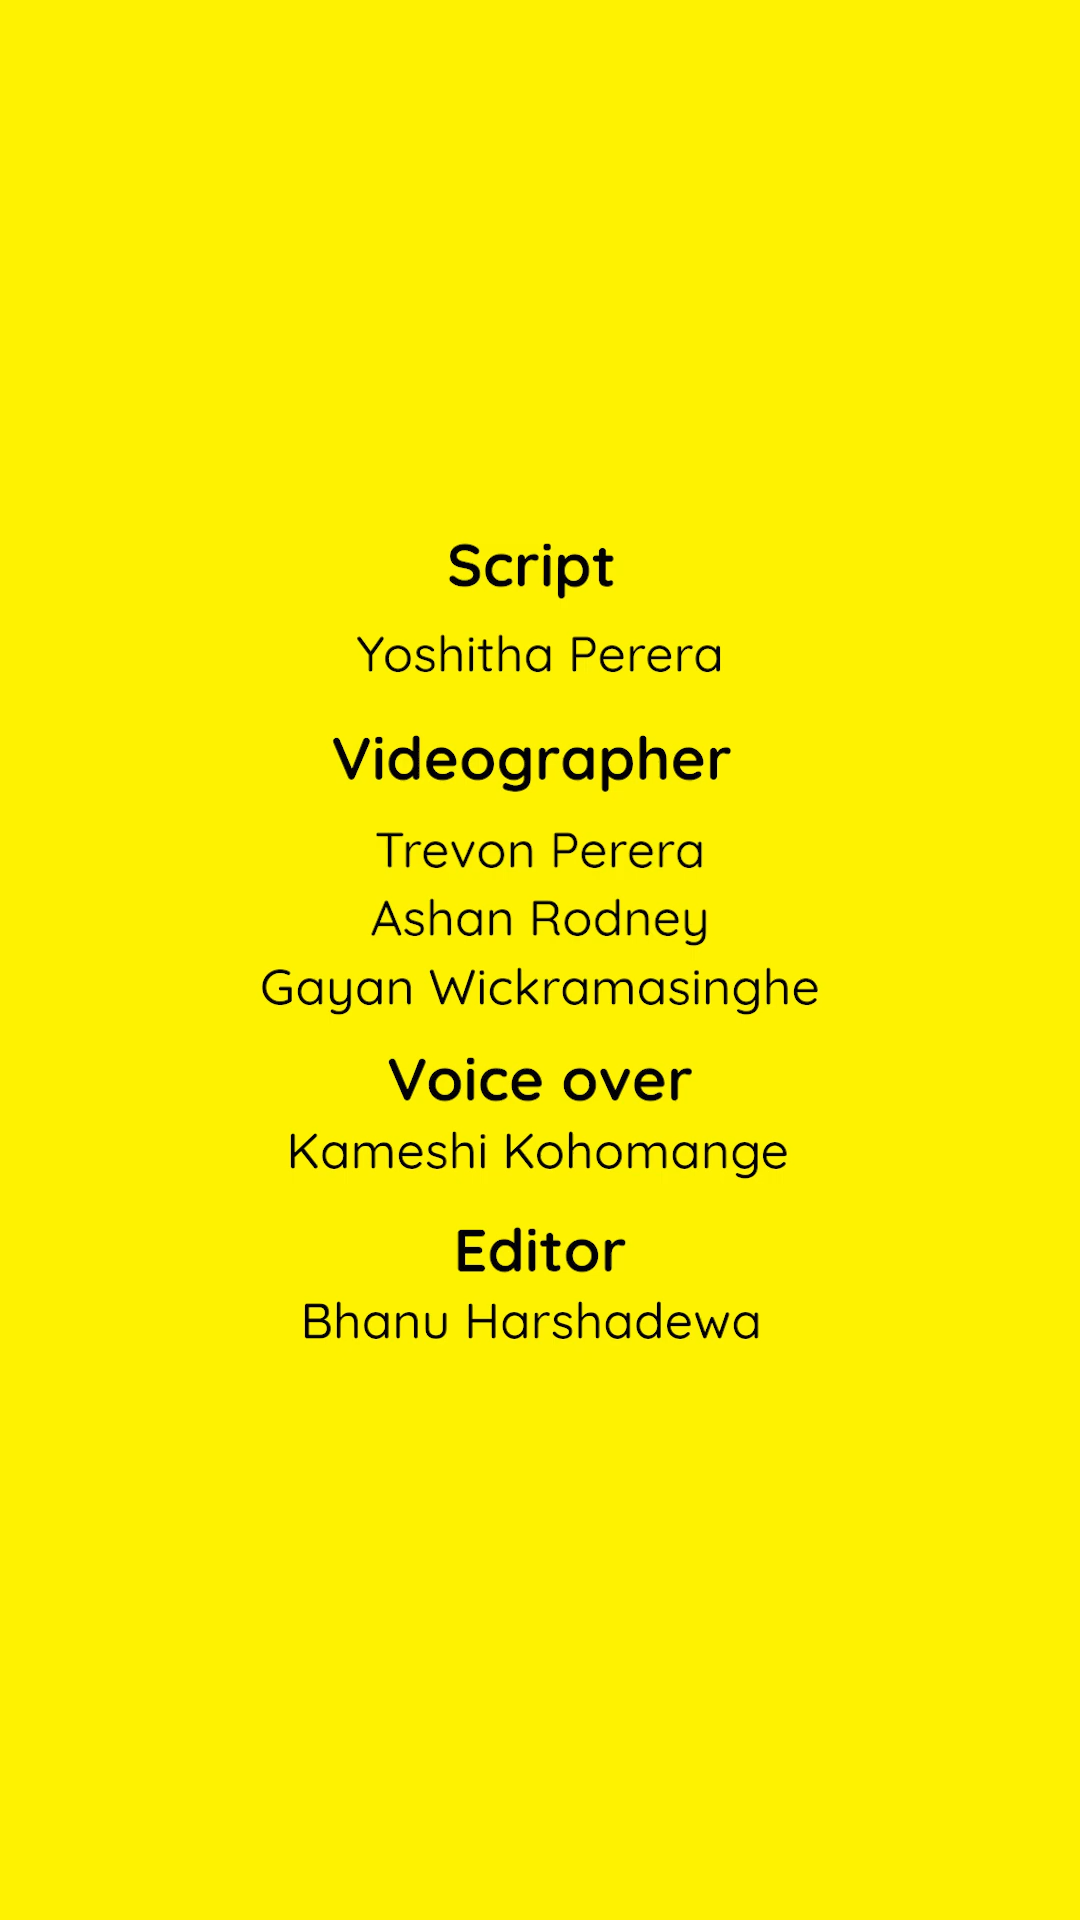 Script
Yoshitha Perera
Videographer
Trevon Perera
Ashan Rodney
Gayan Wickramasinghe
Voice over
Kameshi Kohomange
Editor
Bhanu Harshadewa